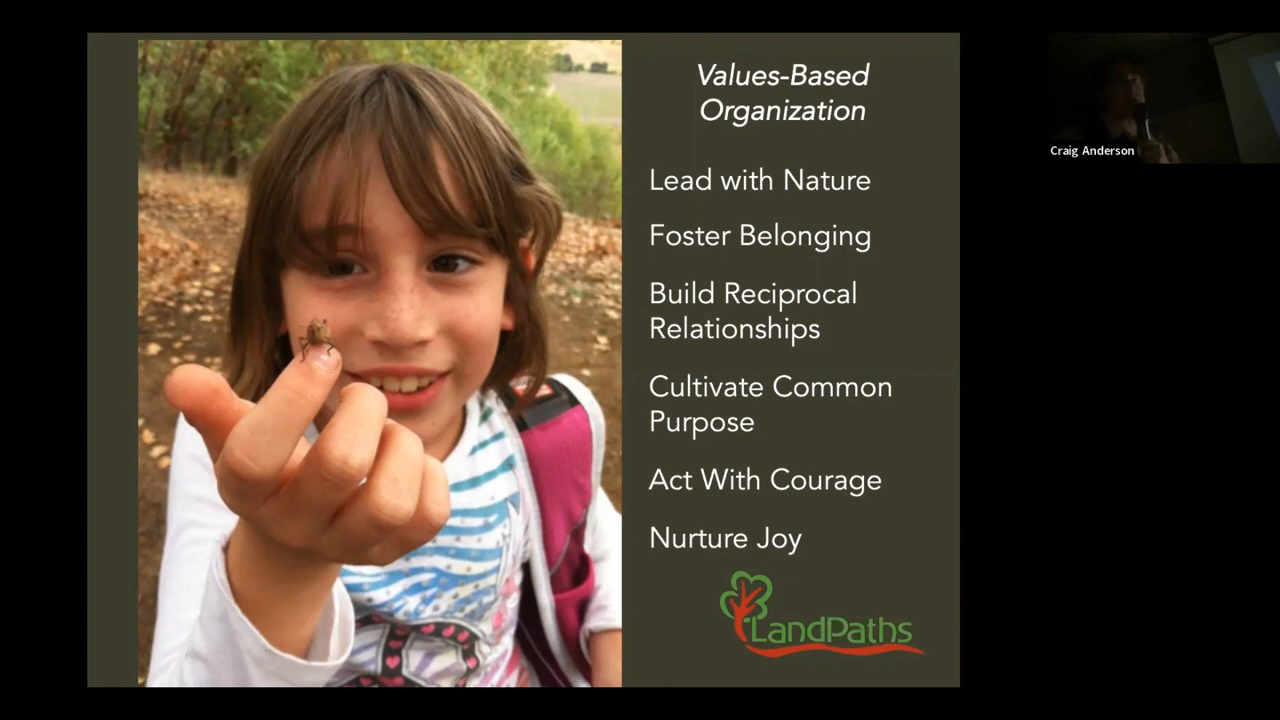 Values-Based
Organization
Lead with Nature
Foster Belonging
Build Reciprocal
Relationships
Cultivate Common
Purpose
Act With Courage
Nurture Joy
LandPaths
Craig Anderson